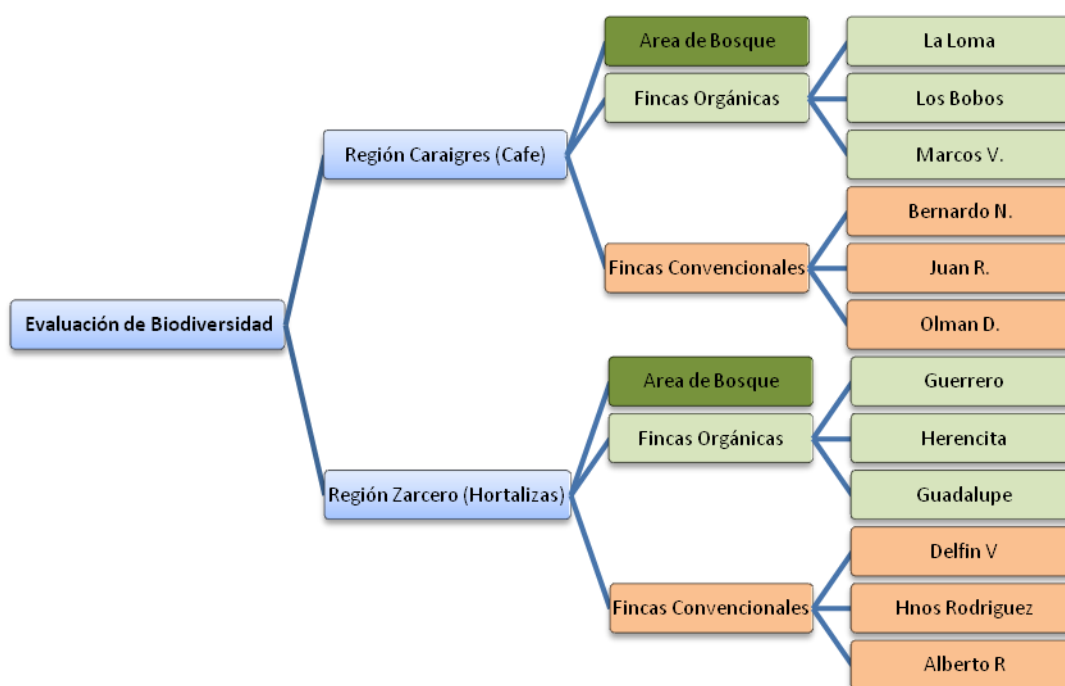 Evaluación de Biodiversidad
Región Caraigres (Cafe)
Area de Bosque
Fincas Orgánicas
La Loma
Los Bobos
Marcos V.
Fincas Convencionales
Bernardo N.
Juan R.
Olman D.
Región Zarcero (Hortalizas)
Area de Bosque
Fincas Orgánicas
Guerrero
Herencita
Guadalupe
Fincas Convencionales
Delfin V
Hnos Rodriguez
Alberto R